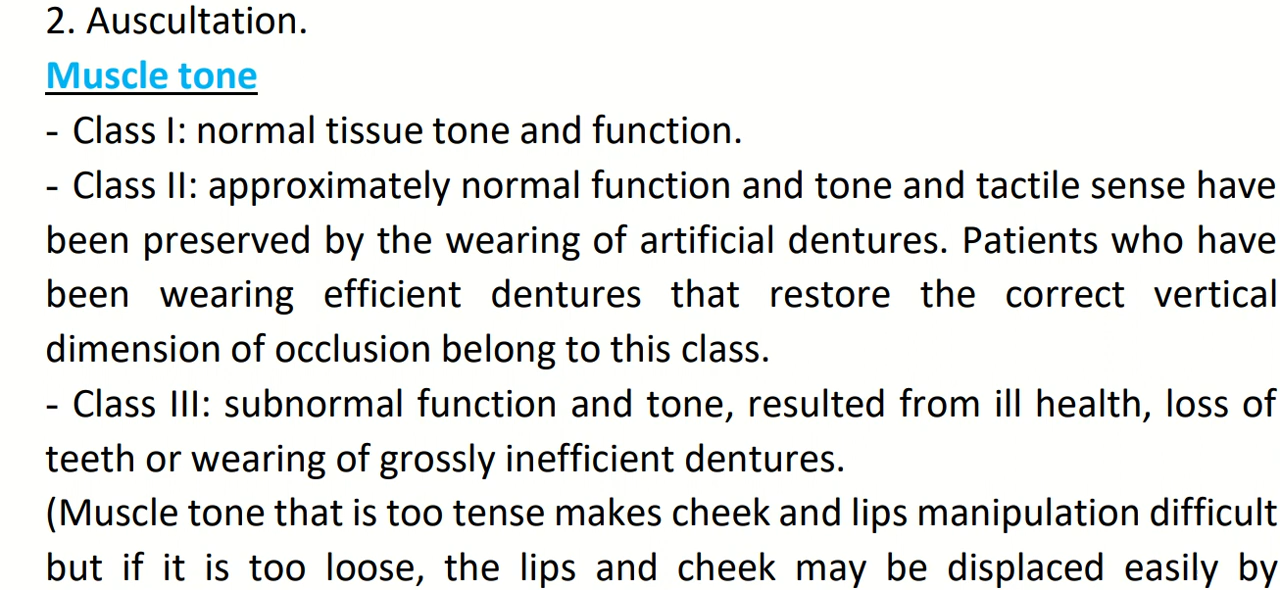 2. Auscultation.
Muscle tone
- Class I: normal tissue tone and function.
- Class II: approximately normal function and tone and tactile sense have
been preserved by the wearing of artificial dentures. Patients who have
been wearing efficient dentures that restore the correct vertical
dimension of occlusion belong to this class.
- Class III: subnormal function and tone, resulted from ill health, loss of
teeth or wearing of grossly inefficient dentures.
(Muscle tone that is too tense makes cheek and lips manipulation difficult
but if it is too loose, the lips and cheek may be displaced easily by